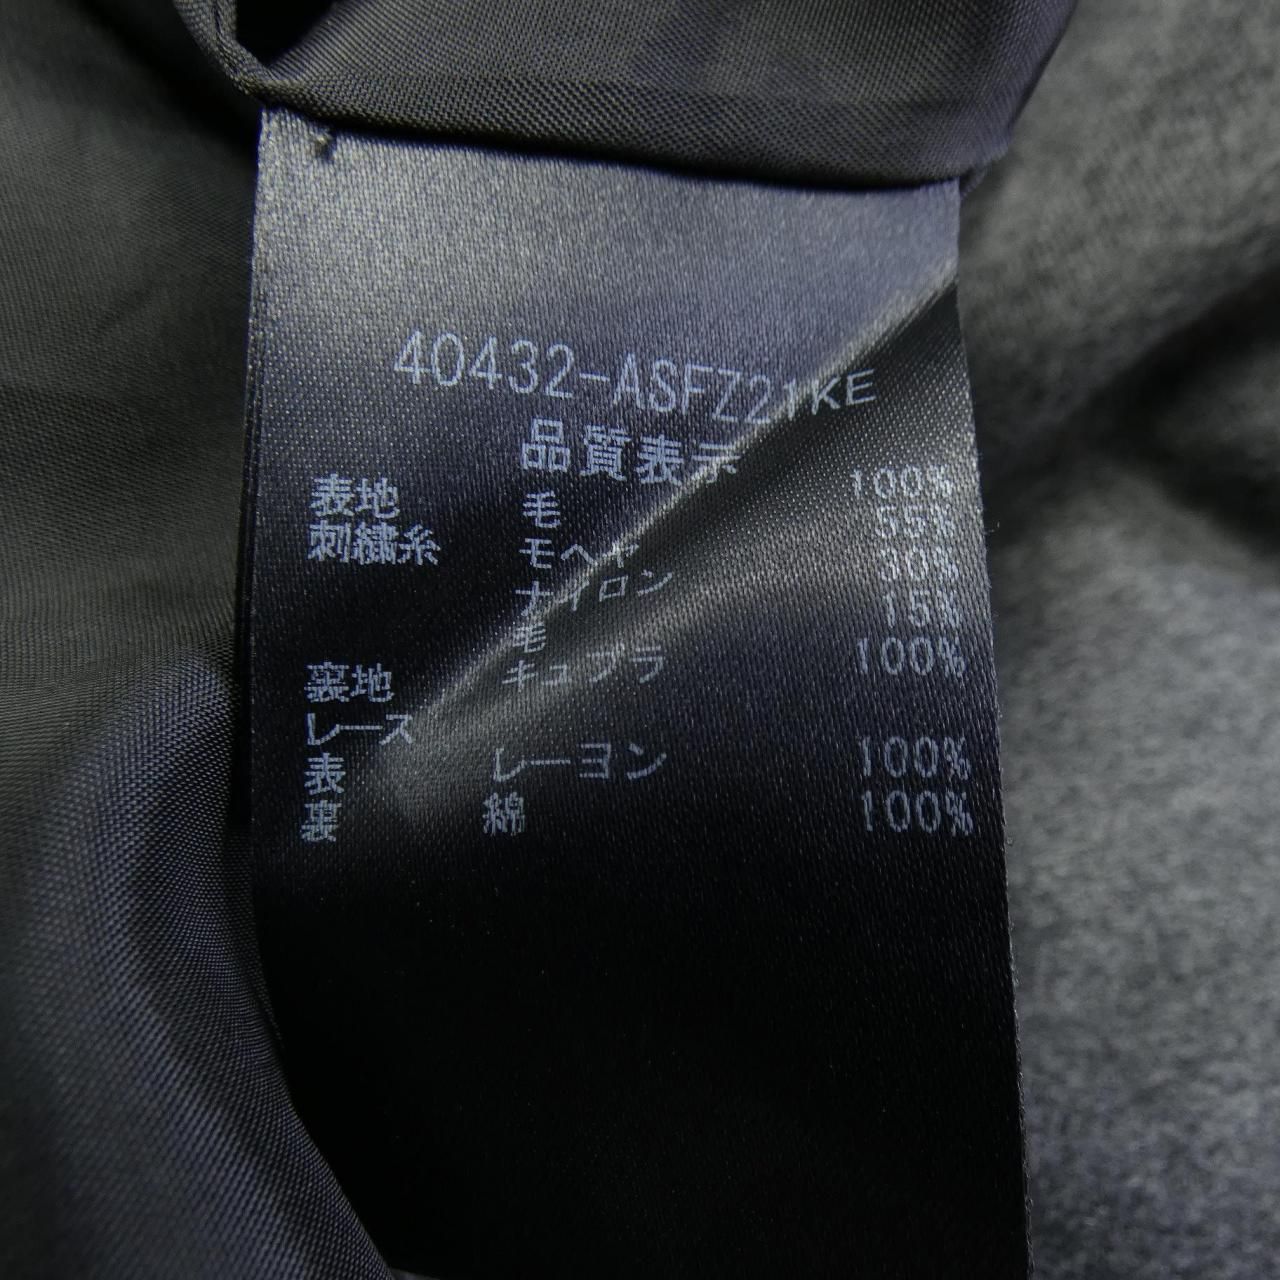 40432-ASFZ21KE
品質表示
表地 毛 100%
刺繍糸 モヘヤ 55%
ナイロン 30%
毛 15%
裏地 キュプラ 100%
レース
表 レーヨン 100%
裏 綿 100%